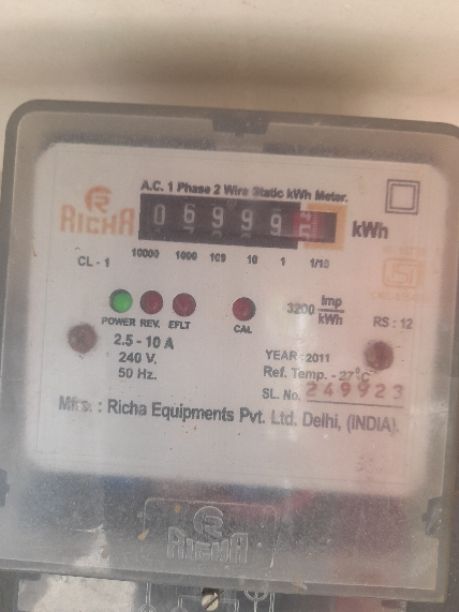 A.C. 1 Phase 2 Wire Static kWh Meter.
RICHA
0 6 9 9 9
kWh
CL - 1
10000 1000 100 10 1 1/10
POWER REV. EFLT
CAL
3200 Imp/kWh
RS : 12
2.5 - 10 A
240 V.
50 Hz.
YEAR : 2011
Ref. Temp. - 27°C
SL. No. 249923
Mfrs. : Richa Equipments Pvt. Ltd. Delhi, (INDIA).
RICHA